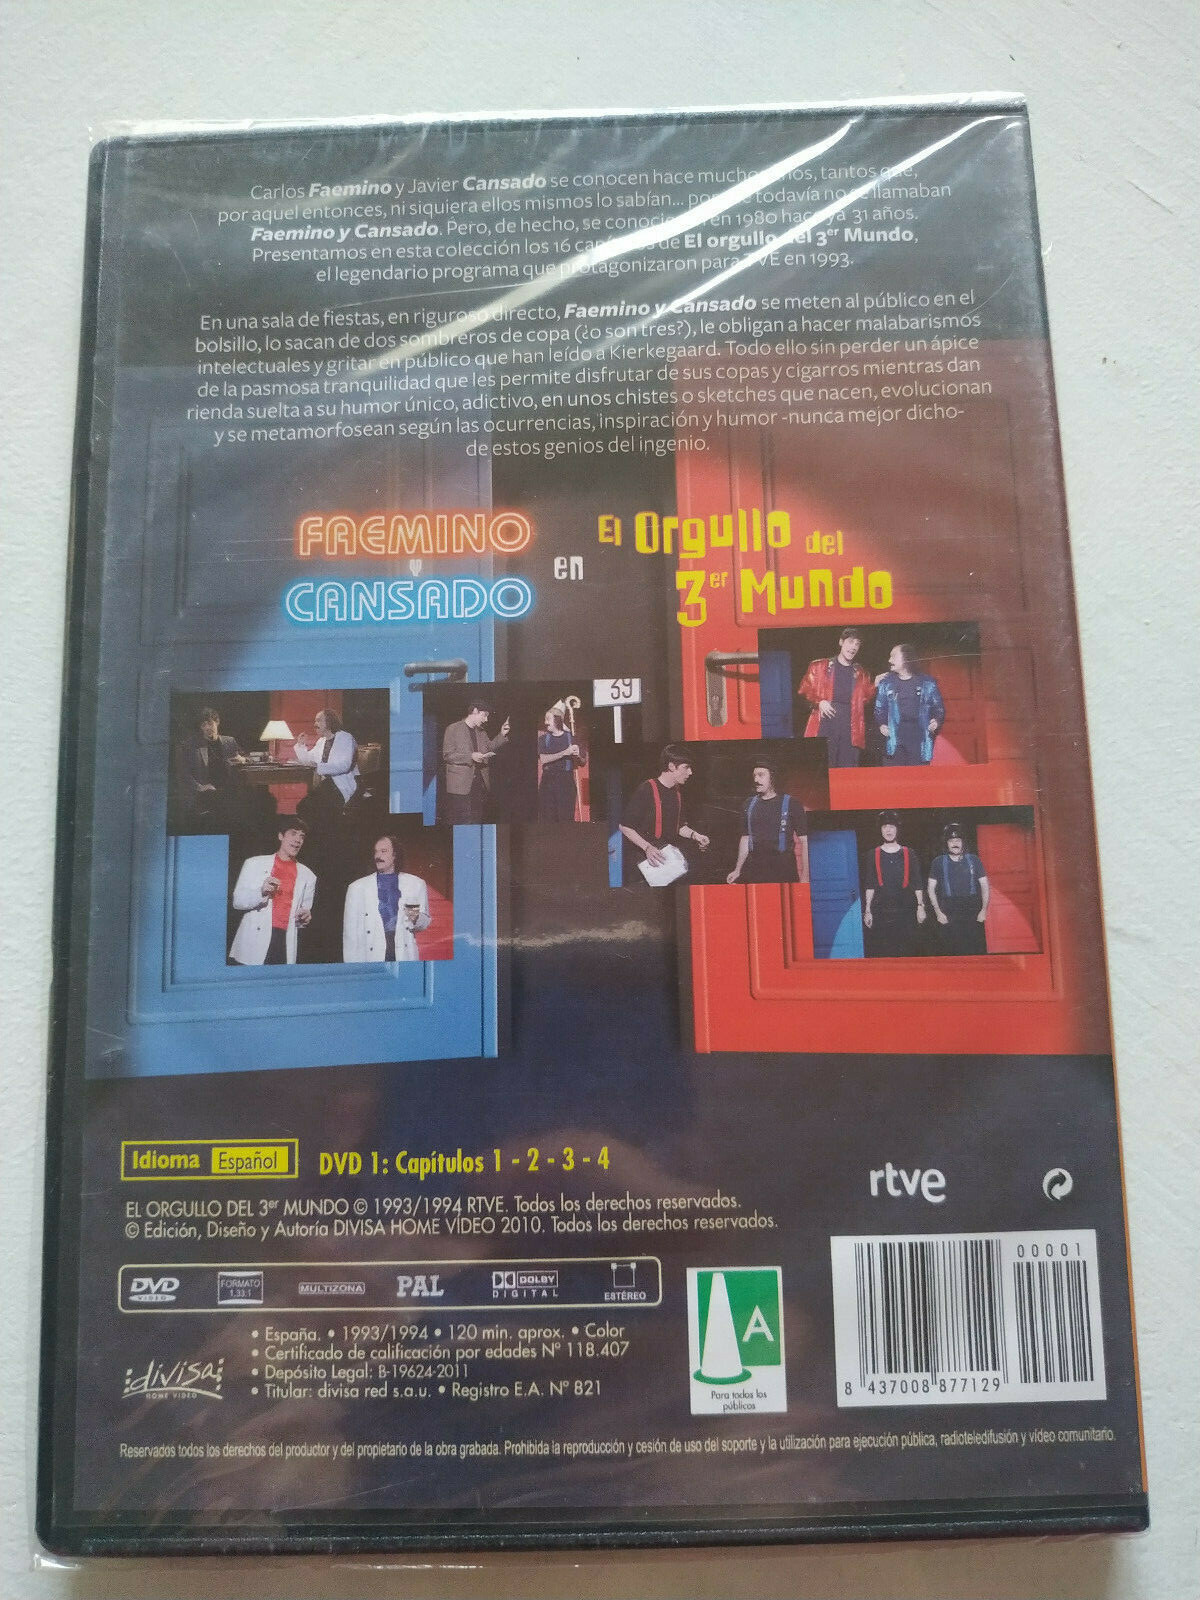 Carlos Faemino y Javier Cansado se conocen hace muchos años, tantos que,
por aquel entonces, ni siquiera ellos mismos lo sabían... porque todavía no se llamaban
Faemino y Cansado. Pero, de hecho, se conocieron en 1980 hace ya 31 años.
Presentamos en esta colección los 16 capítulos de El orgullo del 3er Mundo,
el legendario programa que protagonizaron para TVE en 1993.
En una sala de fiestas, en riguroso directo, Faemino y Cansado se meten al público en el
bolsillo, lo sacan de dos sombreros de copa (¿o son tres?), le obligan a hacer malabarismos
intelectuales y gritar en público que han leído a Kierkegaard. Todo ello sin perder un ápice
de la pasmosa tranquilidad que les permite disfrutar de sus copas y cigarros mientras dan
rienda suelta a su humor único, adictivo, en unos chistes o sketches que nacen, evolucionan
y se metamorfosean según las ocurrencias, inspiración y humor -nunca mejor dicho-
de estos genios del ingenio.
FAEMINO
y
CANSADO
en
El Orgullo del
3er Mundo
39
Idioma Español DVD 1: Capítulos 1 - 2 - 3 - 4
rtve
EL ORGULLO DEL 3er MUNDO © 1993/1994 RTVE. Todos los derechos reservados.
© Edición, Diseño y Autoría DIVISA HOME VIDEO 2010. Todos los derechos reservados.
DVD VIDEO FORMATO 1.33:1 MULTIZONA PAL DOLBY DIGITAL ESTÉREO
• España. • 1993/1994 • 120 min. aprox. • Color
• Certificado de calificación por edades Nº 118.407
• Depósito Legal: B-19624-2011
• Titular: divisa red s.a.u. • Registro E.A. Nº 821
divisa
HOME VIDEO
A
Para todos los
públicos
00001
8 437008 877129
Reservados todos los derechos del productor y del propietario de la obra grabada. Prohibida la reproducción y cesión de uso del soporte y la utilización para ejecución pública, radioteledifusión y vídeo comunitario.